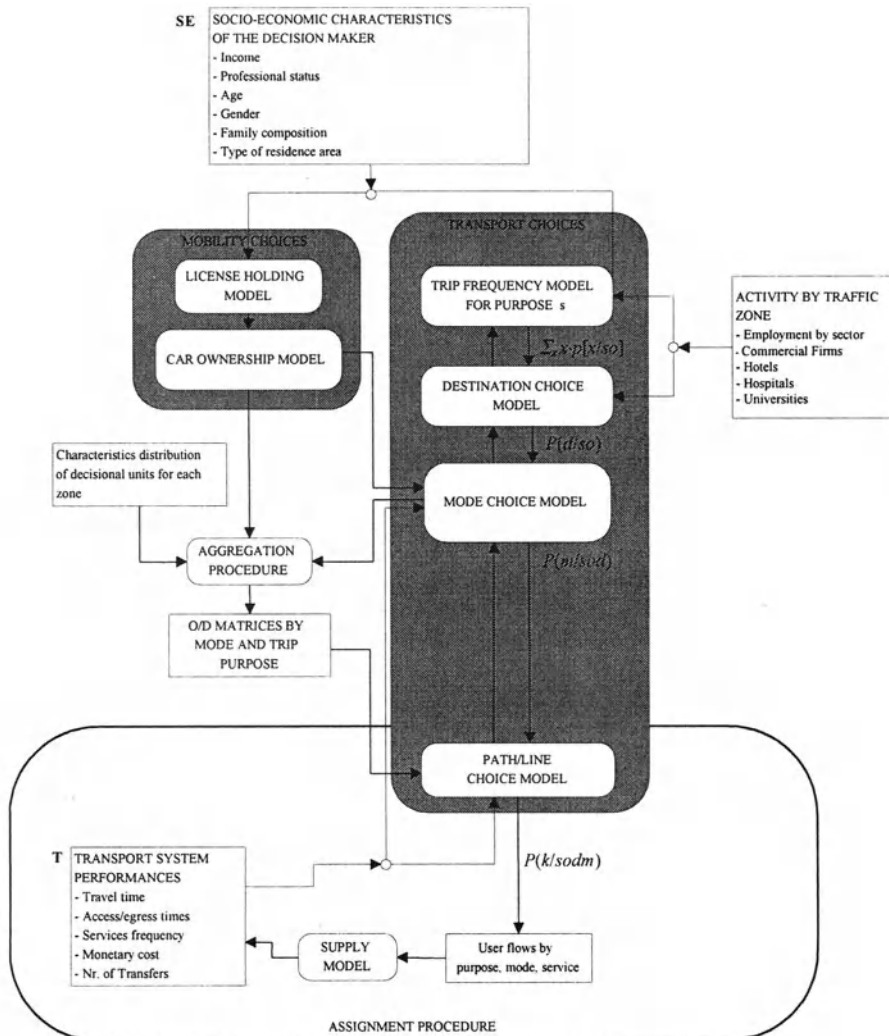 SE SOCIO-ECONOMIC CHARACTERISTICS
OF THE DECISION MAKER
- Income
- Professional status
- Age
- Gender
- Family composition
- Type of residence area
MOBILITY CHOICES
LICENSE HOLDING
MODEL
CAR OWNERSHIP MODEL
TRANSPORT CHOICES
TRIP FREQUENCY MODEL
FOR PURPOSE s
Σₓx·p[x/so]
DESTINATION CHOICE
MODEL
P(d/so)
MODE CHOICE MODEL
P(m/sod)
ACTIVITY BY TRAFFIC
ZONE
- Employment by sector
- Commercial Firms
- Hotels
- Hospitals
- Universities
Characteristics distribution
of decisional units for each
zone
AGGREGATION
PROCEDURE
O/D MATRICES BY
MODE AND TRIP
PURPOSE
PATH/LINE
CHOICE MODEL
P(k/sodm)
T TRANSPORT SYSTEM
PERFORMANCES
- Travel time
- Access/egress times
- Services frequency
- Monetary cost
- Nr. of Transfers
SUPPLY
MODEL
User flows by
purpose, mode, service
ASSIGNMENT PROCEDURE